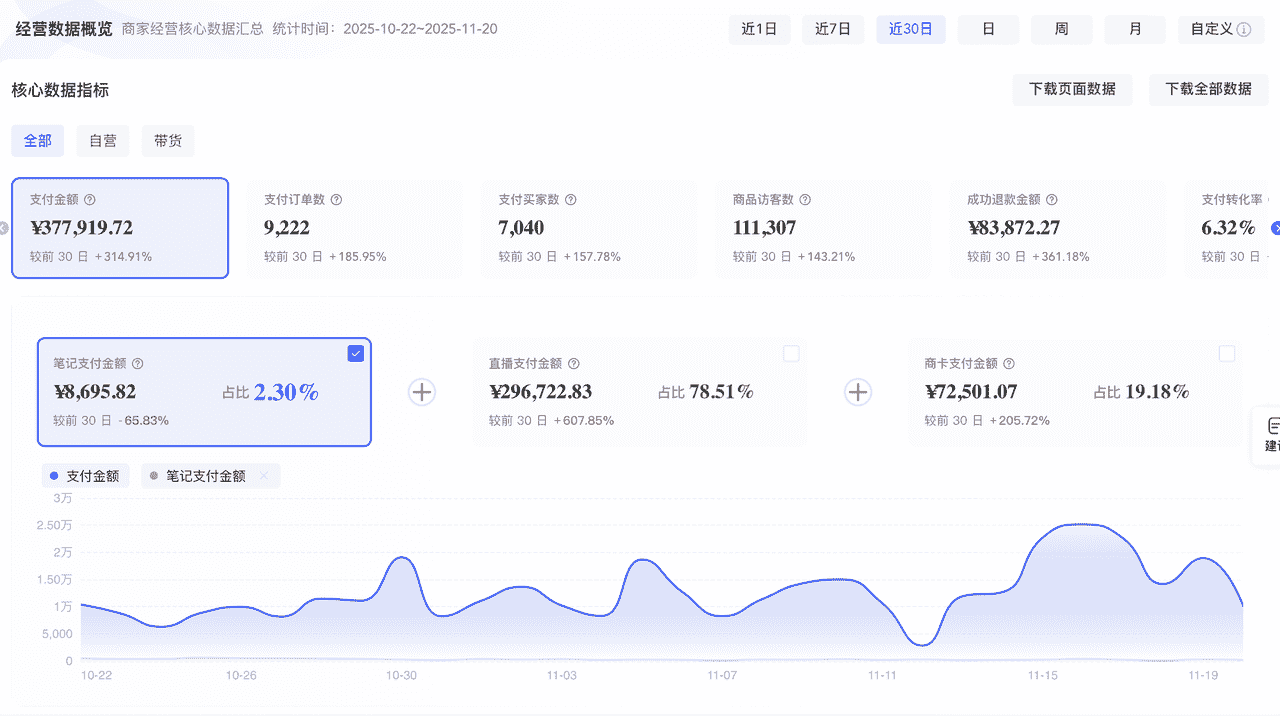 经营数据概览 商家经营核心数据汇总 统计时间：2025-10-22~2025-11-20 近1日 近7日 近30日 日 周 月 自定义
核心数据指标 下载页面数据 下载全部数据
全部 自营 带货
支付金额 支付订单数 支付买家数 商品访客数 成功退款金额 支付转化率
¥377,919.72 9,222 7,040 111,307 ¥83,872.27 6.32%
较前 30 日 +314.91% 较前 30 日 +185.95% 较前 30 日 +157.78% 较前 30 日 +143.21% 较前 30 日 +361.18% 较前 30 日
笔记支付金额 直播支付金额 商卡支付金额
¥8,695.82 占比 2.30% ¥296,722.83 占比 78.51% ¥72,501.07 占比 19.18%
较前 30 日 -65.83% 较前 30 日 +607.85% 较前 30 日 +205.72%
建
支付金额 笔记支付金额
3万
2.50万
2万
1.50万
1万
5,000
0
10-22 10-26 10-30 11-03 11-07 11-11 11-15 11-19